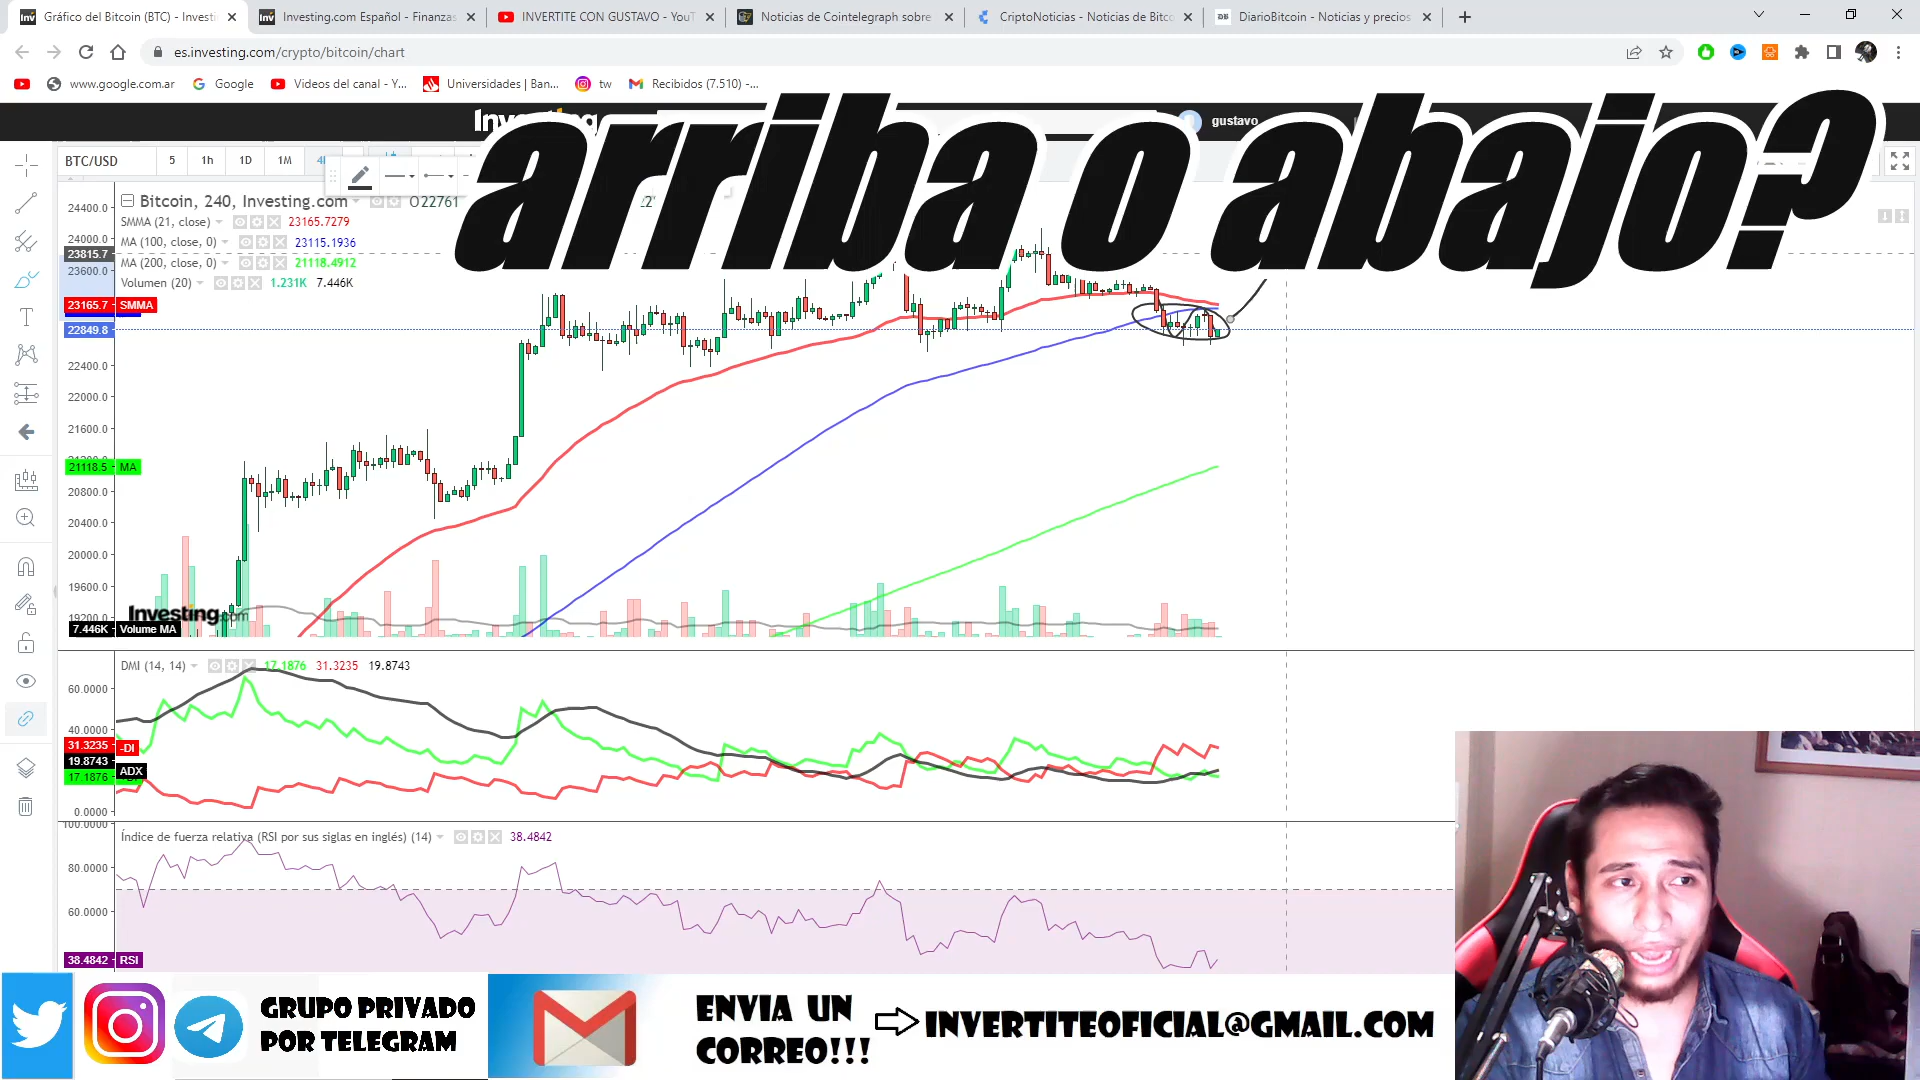 Gráfico del Bitcoin (BTC) - Investi
Investing.com Español - Finanzas
INVERTITE CON GUSTAVO - YouT
Noticias de Cointelegraph sobre
CriptoNoticias - Noticias de Bitco
DiarioBitcoin - Noticias y precios
es.investing.com/crypto/bitcoin/chart
www.google.com.ar
Google
Videos del canal - Y...
Universidades | Ban...
tw
Recibidos (7.510) -...
Investing
gustavo
arriba o abajo?
BTC/USD
5
1h
1D
1M
Bitcoin, 240, Investing.com
O22761
SMMA (21, close)
23165.7279
MA (100, close, 0)
23115.1936
MA (200, close, 0)
21118.4912
Volumen (20)
1.231K
7.446K
24400.0
24000.0
23815.7
23600.0
23165.7
SMMA
22849.8
22400.0
22000.0
21600.0
21118.5
MA
20800.0
20400.0
20000.0
19600.0
19200.0
Investing.com
7.446K
Volume MA
DMI (14, 14)
17.1876
31.3235
19.8743
60.0000
40.0000
31.3235
-DI
19.8743
ADX
17.1876
0.0000
100.0000
Índice de fuerza relativa (RSI por sus siglas en inglés) (14)
38.4842
80.0000
60.0000
38.4842
RSI
GRUPO PRIVADO
POR TELEGRAM
ENVIA UN
CORREO!!!
INVERTITEOFICIAL@GMAIL.COM